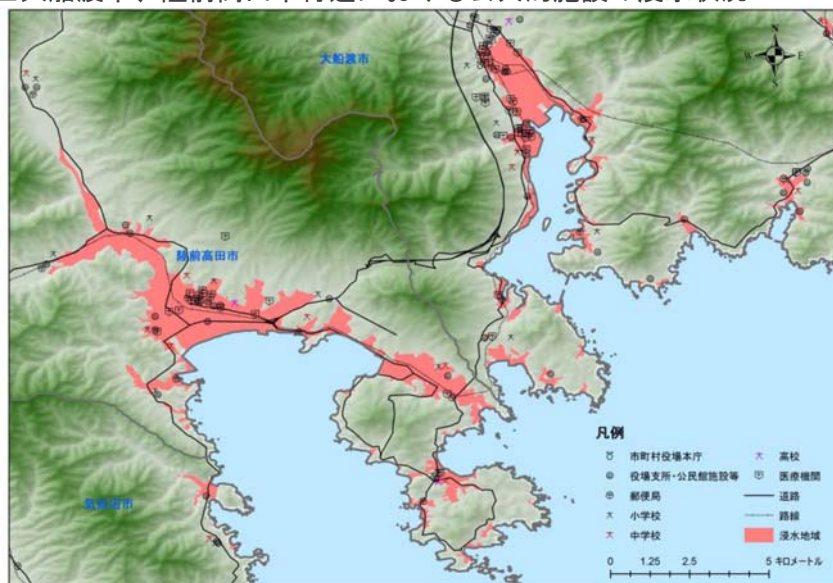 大船渡市
N
W E
S
陸前高田市
気仙沼市
凡例
市町村役場本庁
役場支所・公民館施設等
郵便局
小学校
中学校
高校
医療機関
道路
路線
浸水地域
0 1.25 2.5 5 キロメートル